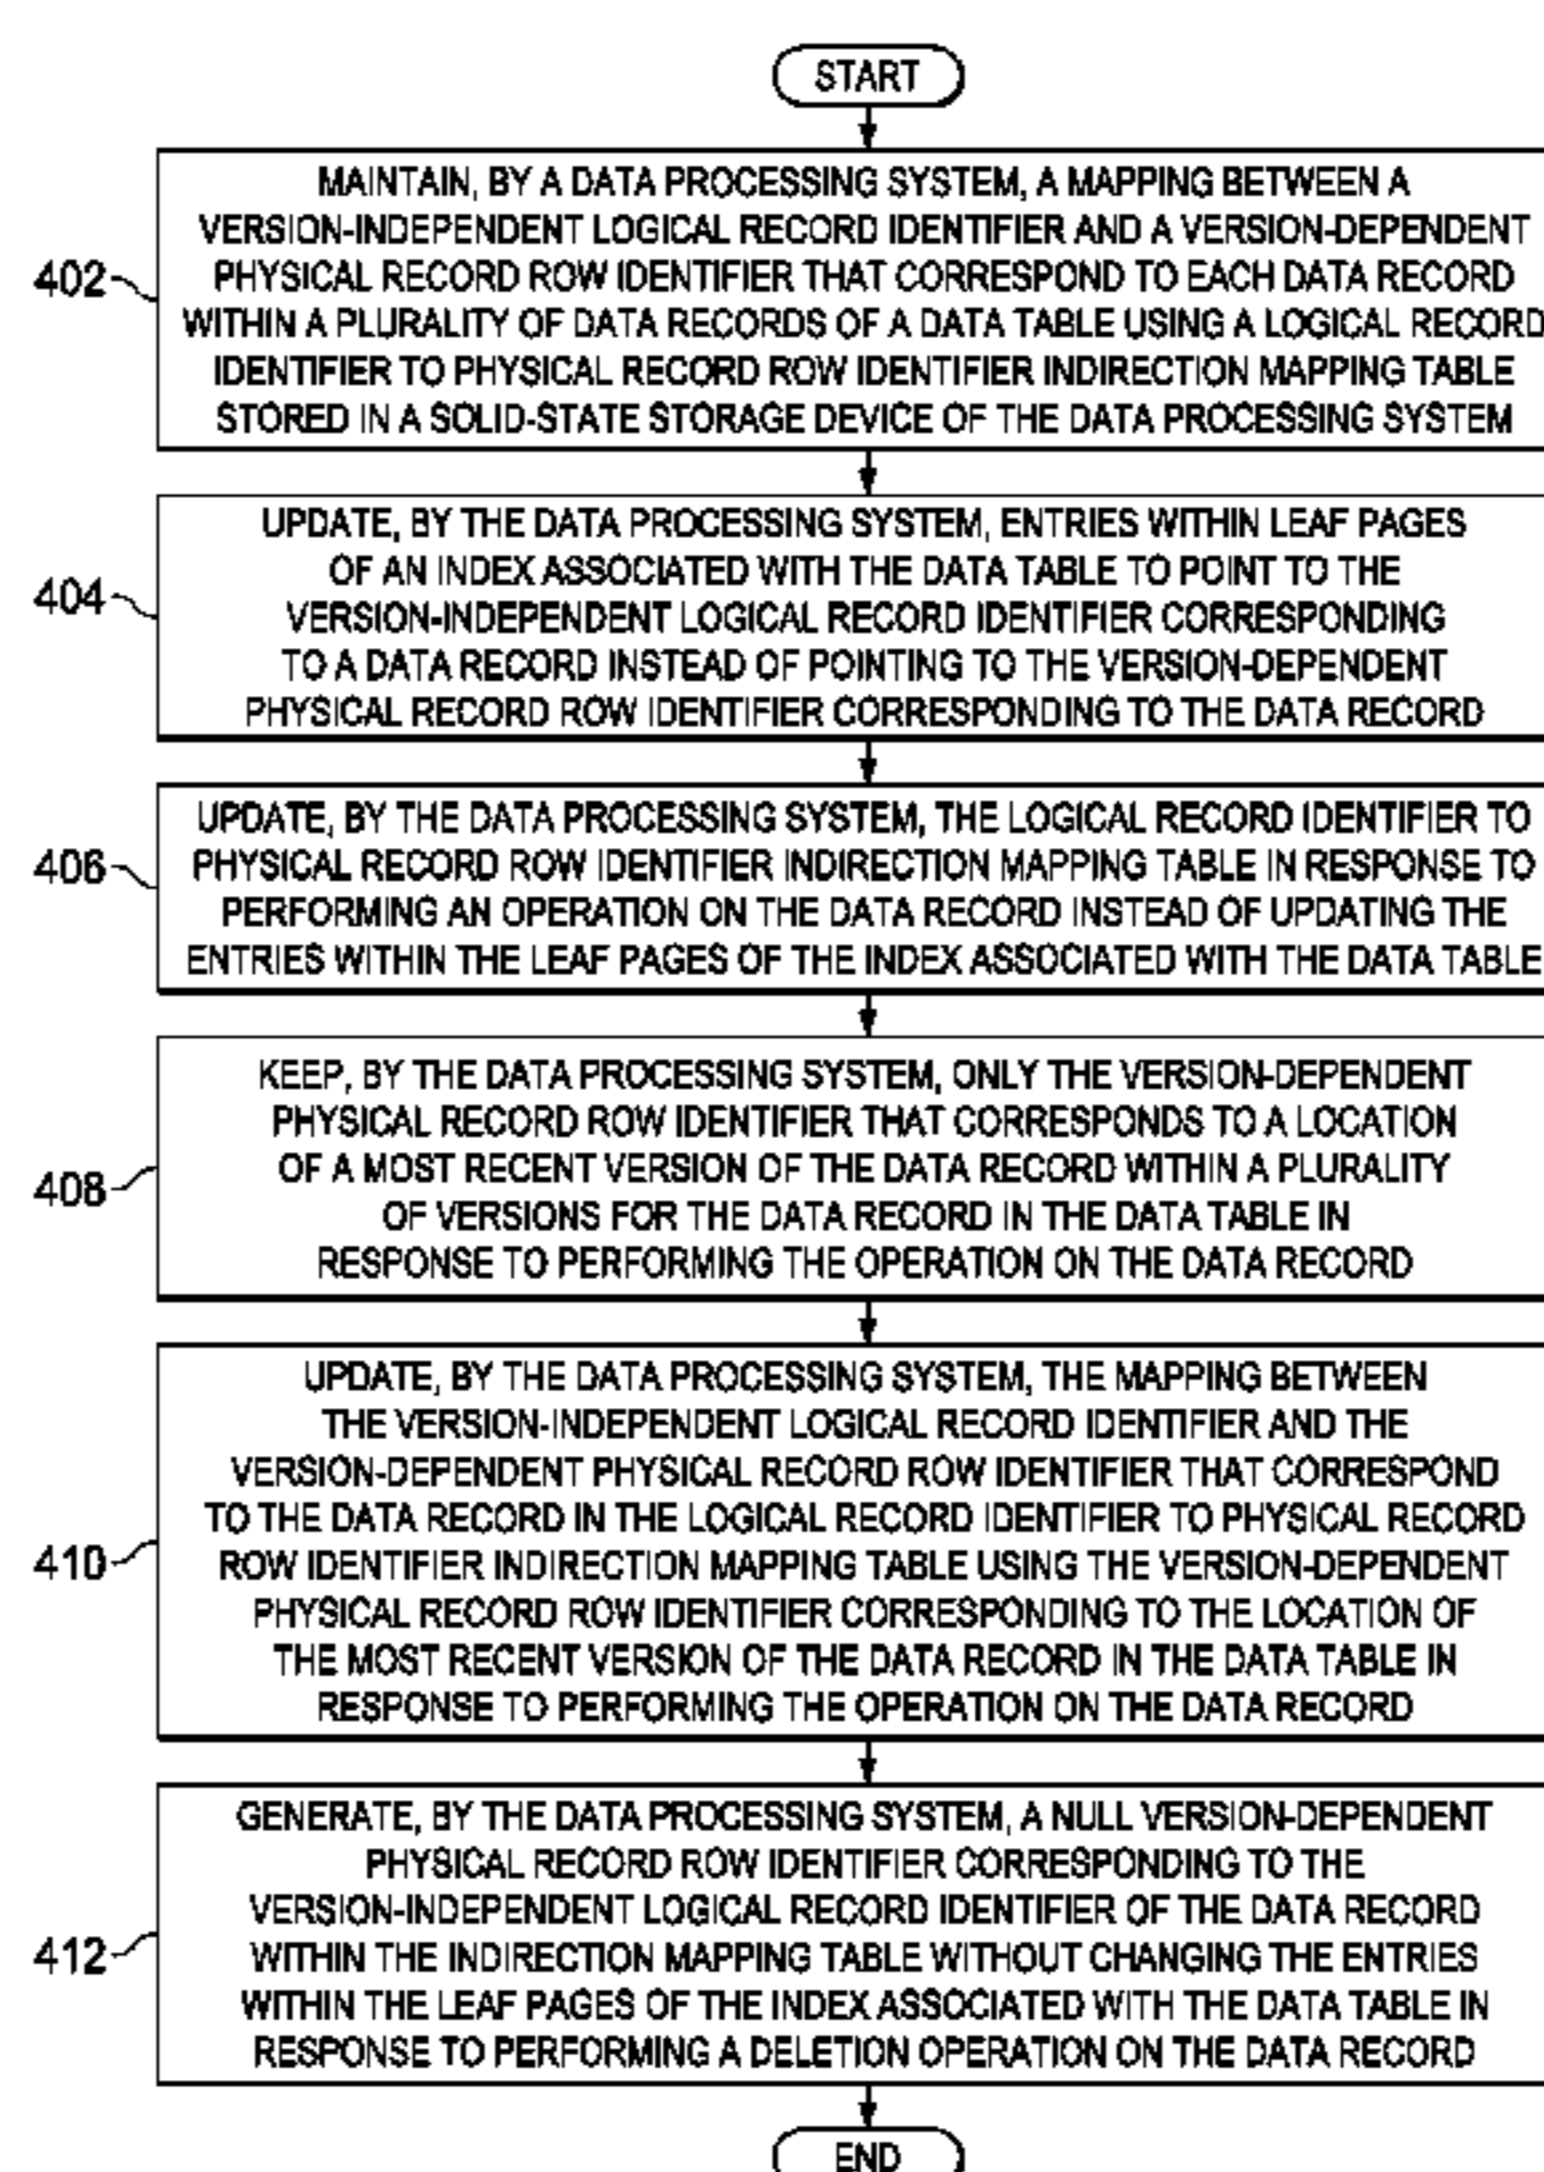 START
MAINTAIN, BY A DATA PROCESSING SYSTEM, A MAPPING BETWEEN A
VERSION-INDEPENDENT LOGICAL RECORD IDENTIFIER AND A VERSION-DEPENDENT
PHYSICAL RECORD ROW IDENTIFIER THAT CORRESPOND TO EACH DATA RECORD
WITHIN A PLURALITY OF DATA RECORDS OF A DATA TABLE USING A LOGICAL RECORD
IDENTIFIER TO PHYSICAL RECORD ROW IDENTIFIER INDIRECTION MAPPING TABLE
STORED IN A SOLID-STATE STORAGE DEVICE OF THE DATA PROCESSING SYSTEM
402
UPDATE, BY THE DATA PROCESSING SYSTEM, ENTRIES WITHIN LEAF PAGES
OF AN INDEX ASSOCIATED WITH THE DATA TABLE TO POINT TO THE
VERSION-INDEPENDENT LOGICAL RECORD IDENTIFIER CORRESPONDING
TO A DATA RECORD INSTEAD OF POINTING TO THE VERSION-DEPENDENT
PHYSICAL RECORD ROW IDENTIFIER CORRESPONDING TO THE DATA RECORD
404
UPDATE, BY THE DATA PROCESSING SYSTEM, THE LOGICAL RECORD IDENTIFIER TO
PHYSICAL RECORD ROW IDENTIFIER INDIRECTION MAPPING TABLE IN RESPONSE TO
PERFORMING AN OPERATION ON THE DATA RECORD INSTEAD OF UPDATING THE
ENTRIES WITHIN THE LEAF PAGES OF THE INDEX ASSOCIATED WITH THE DATA TABLE
406
KEEP, BY THE DATA PROCESSING SYSTEM, ONLY THE VERSION-DEPENDENT
PHYSICAL RECORD ROW IDENTIFIER THAT CORRESPONDS TO A LOCATION
OF A MOST RECENT VERSION OF THE DATA RECORD WITHIN A PLURALITY
OF VERSIONS FOR THE DATA RECORD IN THE DATA TABLE IN
RESPONSE TO PERFORMING THE OPERATION ON THE DATA RECORD
408
UPDATE, BY THE DATA PROCESSING SYSTEM, THE MAPPING BETWEEN
THE VERSION-INDEPENDENT LOGICAL RECORD IDENTIFIER AND THE
VERSION-DEPENDENT PHYSICAL RECORD ROW IDENTIFIER THAT CORRESPOND
TO THE DATA RECORD IN THE LOGICAL RECORD IDENTIFIER TO PHYSICAL RECORD
ROW IDENTIFIER INDIRECTION MAPPING TABLE USING THE VERSION-DEPENDENT
PHYSICAL RECORD ROW IDENTIFIER CORRESPONDING TO THE LOCATION OF
THE MOST RECENT VERSION OF THE DATA RECORD IN THE DATA TABLE IN
RESPONSE TO PERFORMING THE OPERATION ON THE DATA RECORD
410
GENERATE, BY THE DATA PROCESSING SYSTEM, A NULL VERSION-DEPENDENT
PHYSICAL RECORD ROW IDENTIFIER CORRESPONDING TO THE
VERSION-INDEPENDENT LOGICAL RECORD IDENTIFIER OF THE DATA RECORD
WITHIN THE INDIRECTION MAPPING TABLE WITHOUT CHANGING THE ENTRIES
WITHIN THE LEAF PAGES OF THE INDEX ASSOCIATED WITH THE DATA TABLE IN
RESPONSE TO PERFORMING A DELETION OPERATION ON THE DATA RECORD
412
END